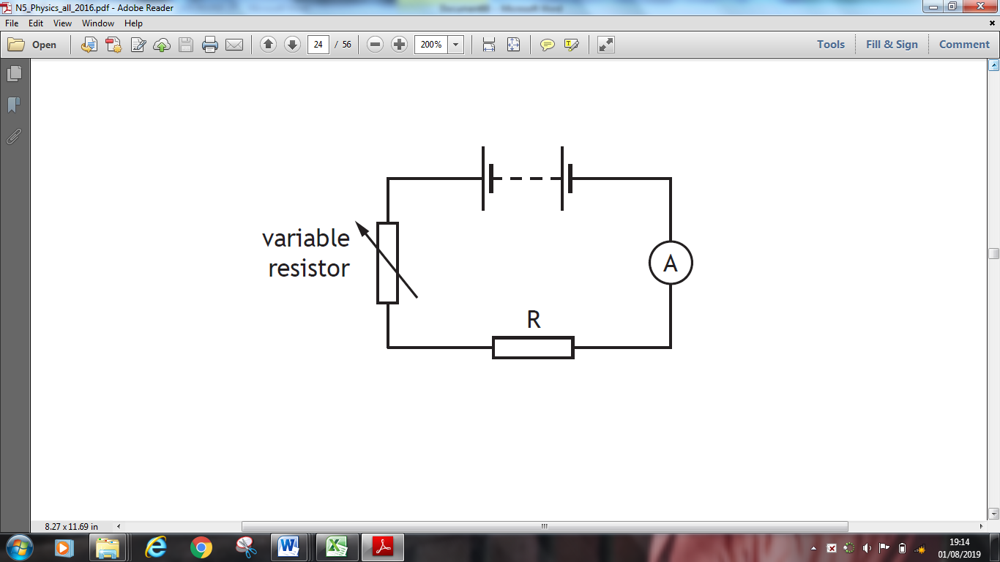 N5_Physics_all_2016.pdf - Adobe Reader
File Edit View Window Help
Open 24 / 56 200% Tools Fill & Sign Comment
variable
resistor
A
R
8.27 x 11.69 in
19:14
01/08/2019